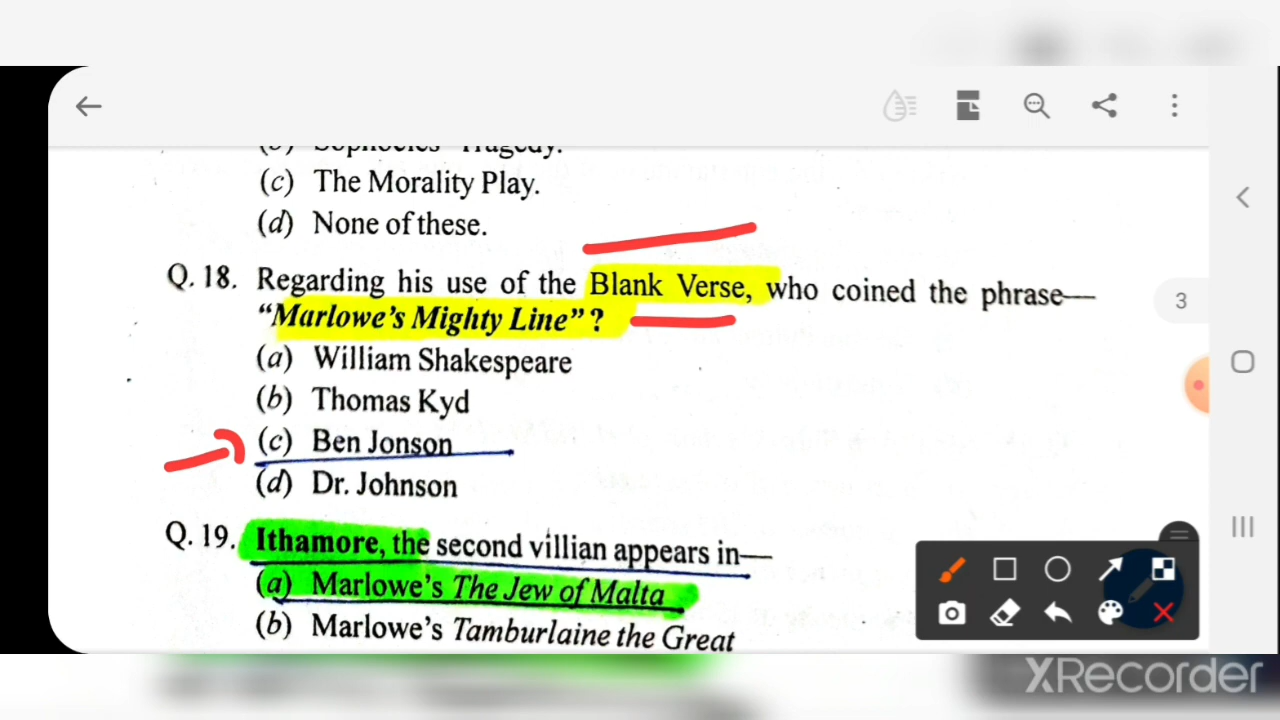 (b) Sophocles' Tragedy.
(c) The Morality Play.
(d) None of these.
Q. 18. Regarding his use of the Blank Verse, who coined the phrase—
“Marlowe's Mighty Line”?
(a) William Shakespeare
(b) Thomas Kyd
(c) Ben Jonson
(d) Dr. Johnson
Q. 19. Ithamore, the second villian appears in—
(a) Marlowe's The Jew of Malta
(b) Marlowe's Tamburlaine the Great
3
XRecorder